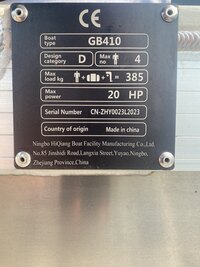 CE
Boat type GB410
Design category D Max no 4
Max load kg + + = 385
Max power 20 HP
Serial Number CN-ZHY0023L2023
Country of origin Made in china
Ningbo HiQiang Boat Facility Manufacturing Co., Ltd.
No.85 Jinshidi Road,Langxia Street,Yuyao,Ningbo,
Zhejiang Province,China